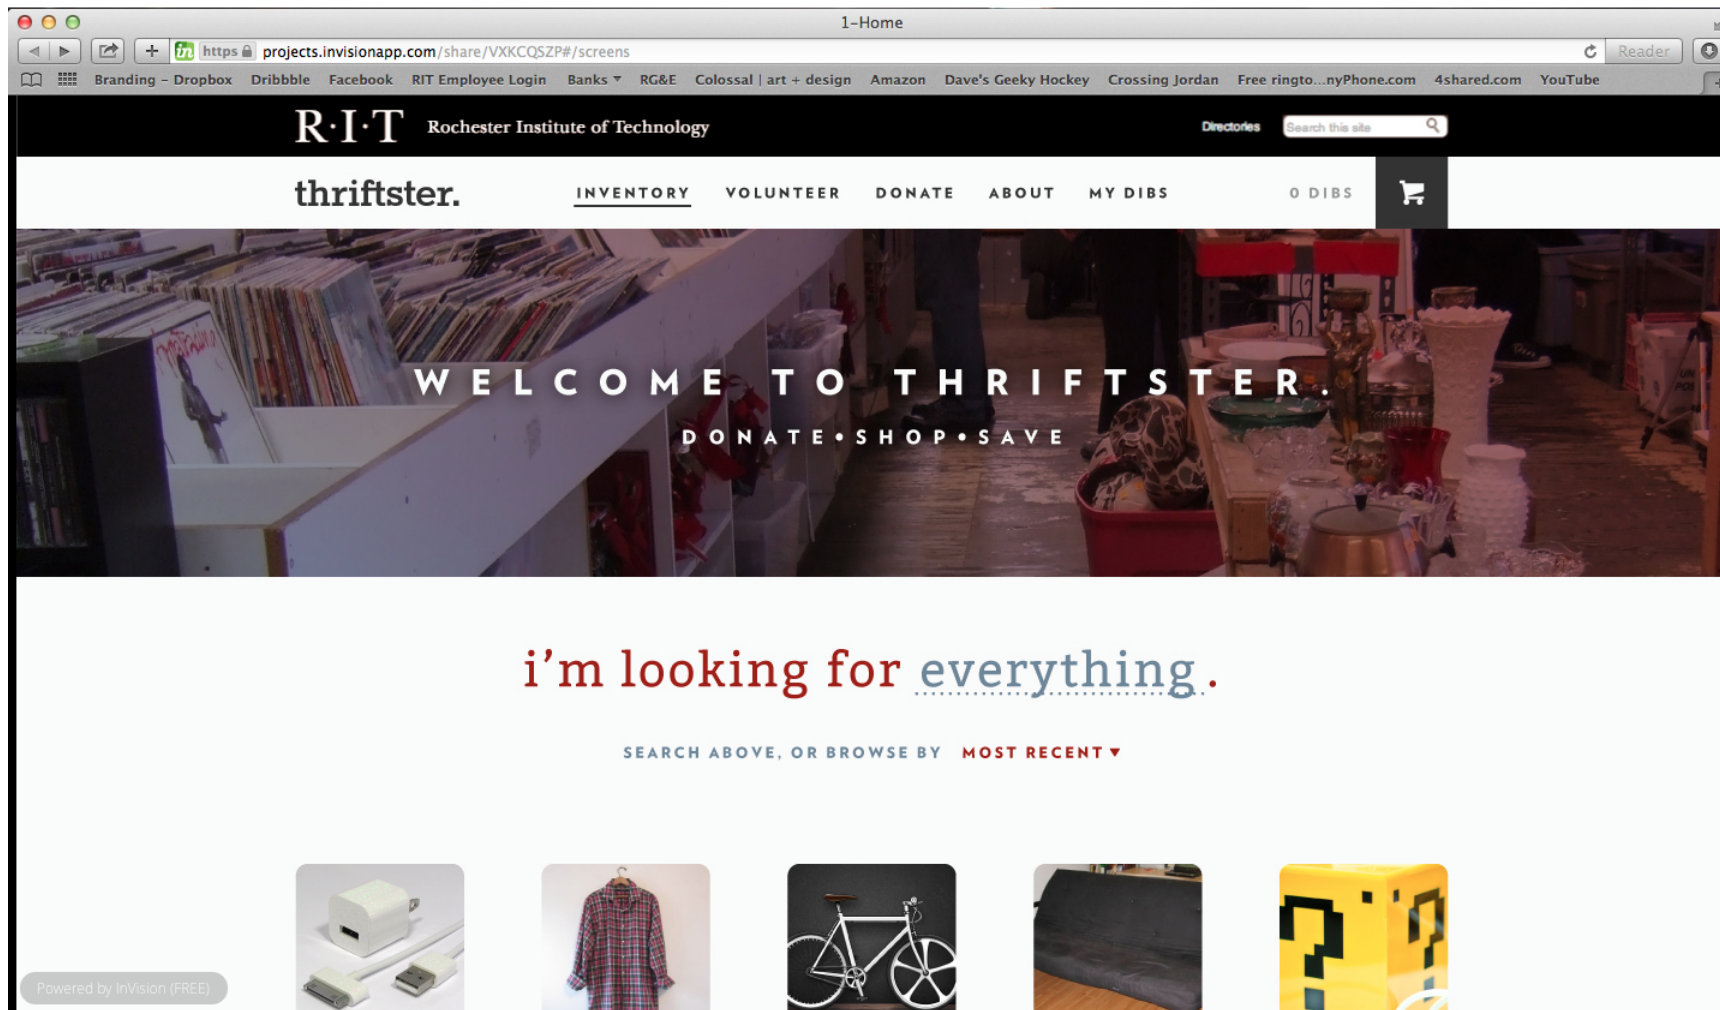 1–Home
https projects.invisionapp.com/share/VXKCQSZP#/screens
Reader
Branding – Dropbox Dribbble Facebook RIT Employee Login Banks ▾ RG&E Colossal | art + design Amazon Dave's Geeky Hockey Crossing Jordan Free ringto...nyPhone.com 4shared.com YouTube
R·I·T Rochester Institute of Technology
Directories Search this site
thriftster. INVENTORY VOLUNTEER DONATE ABOUT MY DIBS 0 DIBS
WELCOME TO THRIFTSTER.
DONATE•SHOP•SAVE
i'm looking for everything.
SEARCH ABOVE, OR BROWSE BY MOST RECENT ▾
? ?
Powered by InVision (FREE)